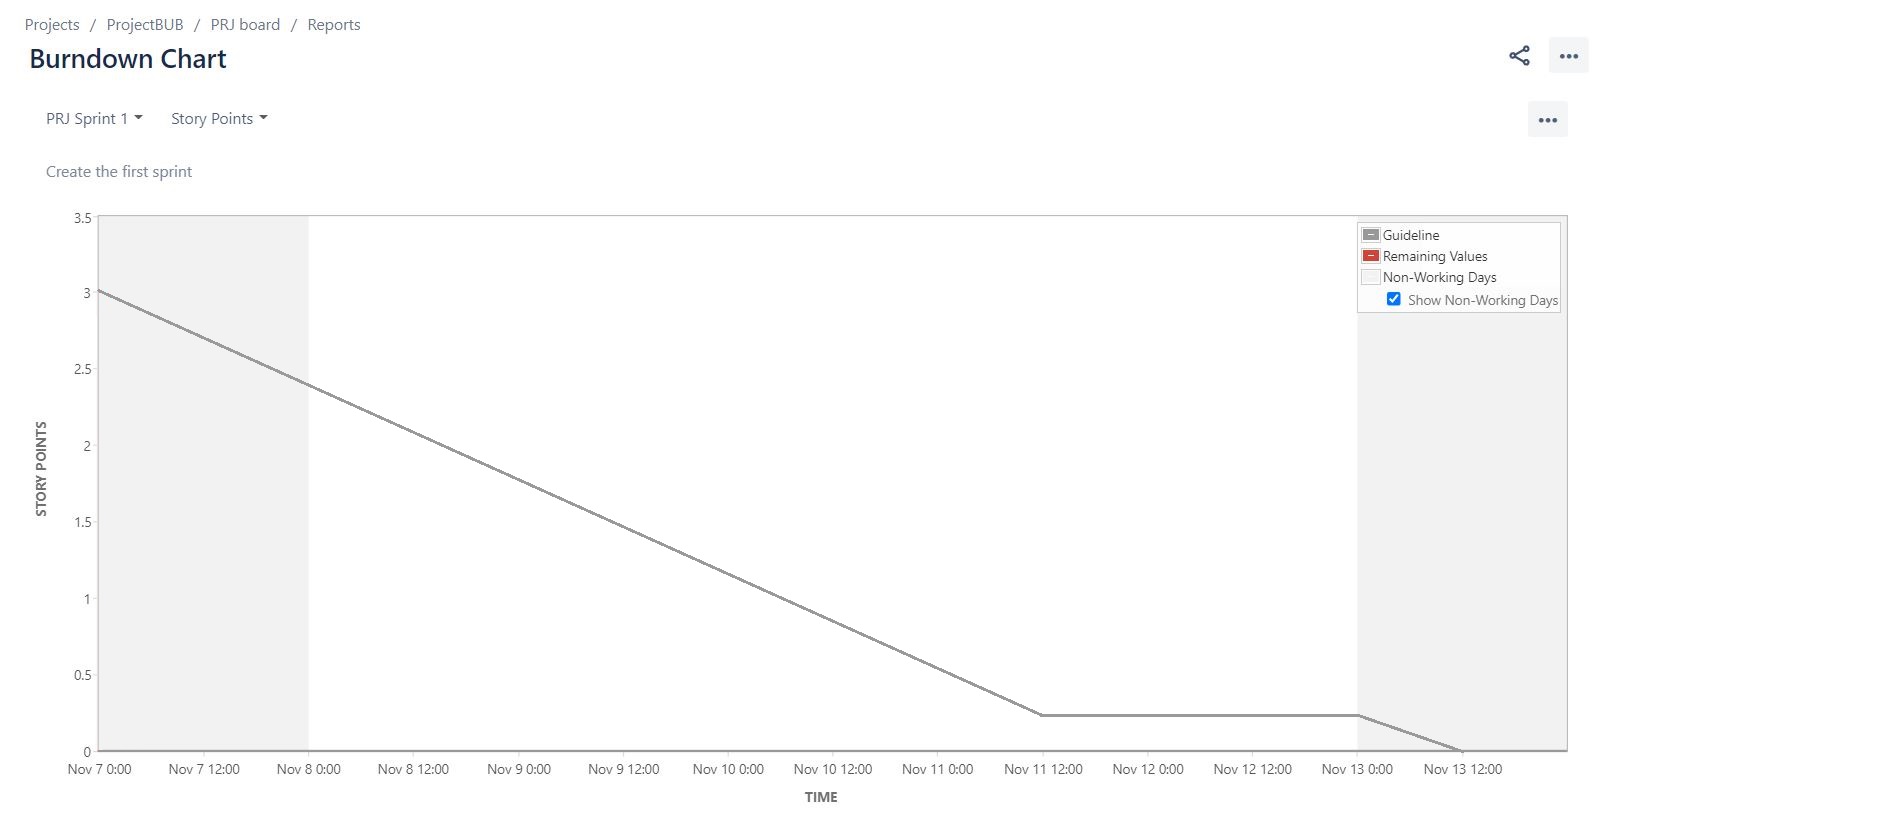 Projects / ProjectBUB / PRJ board / Reports
Burndown Chart
PRJ Sprint 1 Story Points
Create the first sprint
3.5
3
2.5
2
1.5
1
0.5
0
STORY POINTS
Guideline
Remaining Values
Non-Working Days
Show Non-Working Days
Nov 7 0:00 Nov 7 12:00 Nov 8 0:00 Nov 8 12:00 Nov 9 0:00 Nov 9 12:00 Nov 10 0:00 Nov 10 12:00 Nov 11 0:00 Nov 11 12:00 Nov 12 0:00 Nov 12 12:00 Nov 13 0:00 Nov 13 12:00
TIME